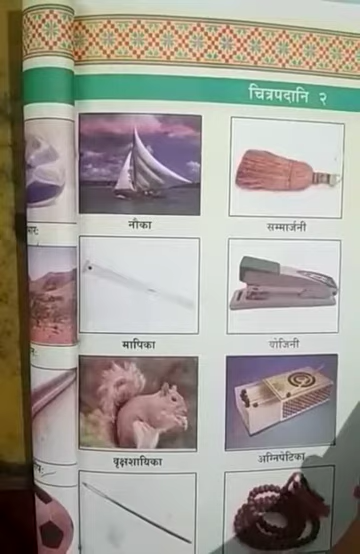 चित्रपदानि २
नौका
सम्मार्जनी
मापिका
योजिनी
वृक्षशायिका
अग्निपेटिका